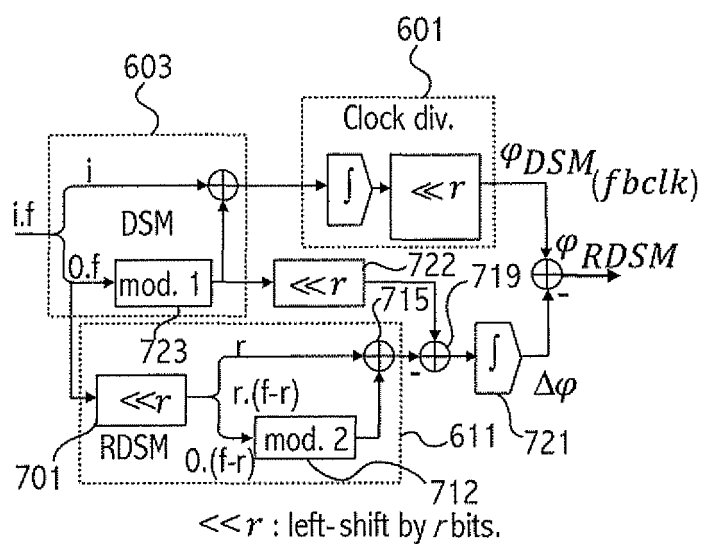 601
603
Clock div.
i
∫
≪r
φDSM(fbclk)
i.f
DSM
φRDSM
0.f
mod. 1
≪r
722
715
719
-
723
r
-
∫
Δφ
≪r
r.(f-r)
mod. 2
611
721
701
RDSM
0.(f-r)
712
≪r : left-shift by r bits.